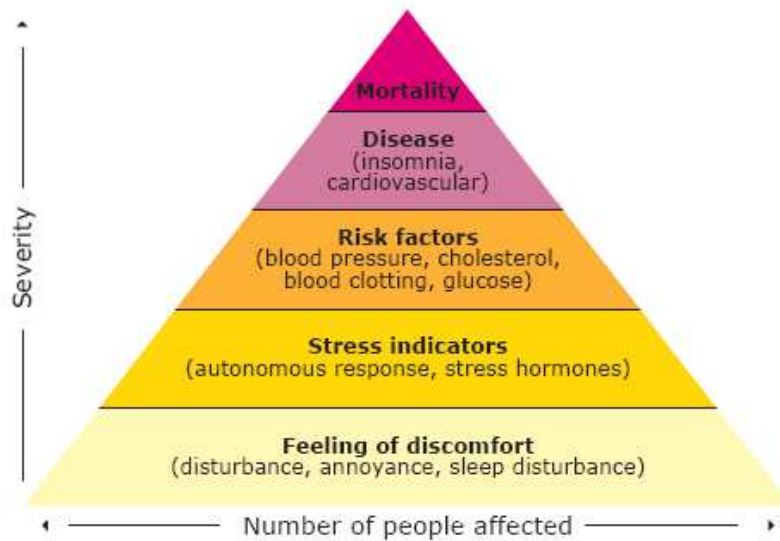 Mortality
Disease
(insomnia,
cardiovascular)
Risk factors
(blood pressure, cholesterol,
blood clotting, glucose)
Stress indicators
(autonomous response, stress hormones)
Feeling of discomfort
(disturbance, annoyance, sleep disturbance)
Severity
Number of people affected